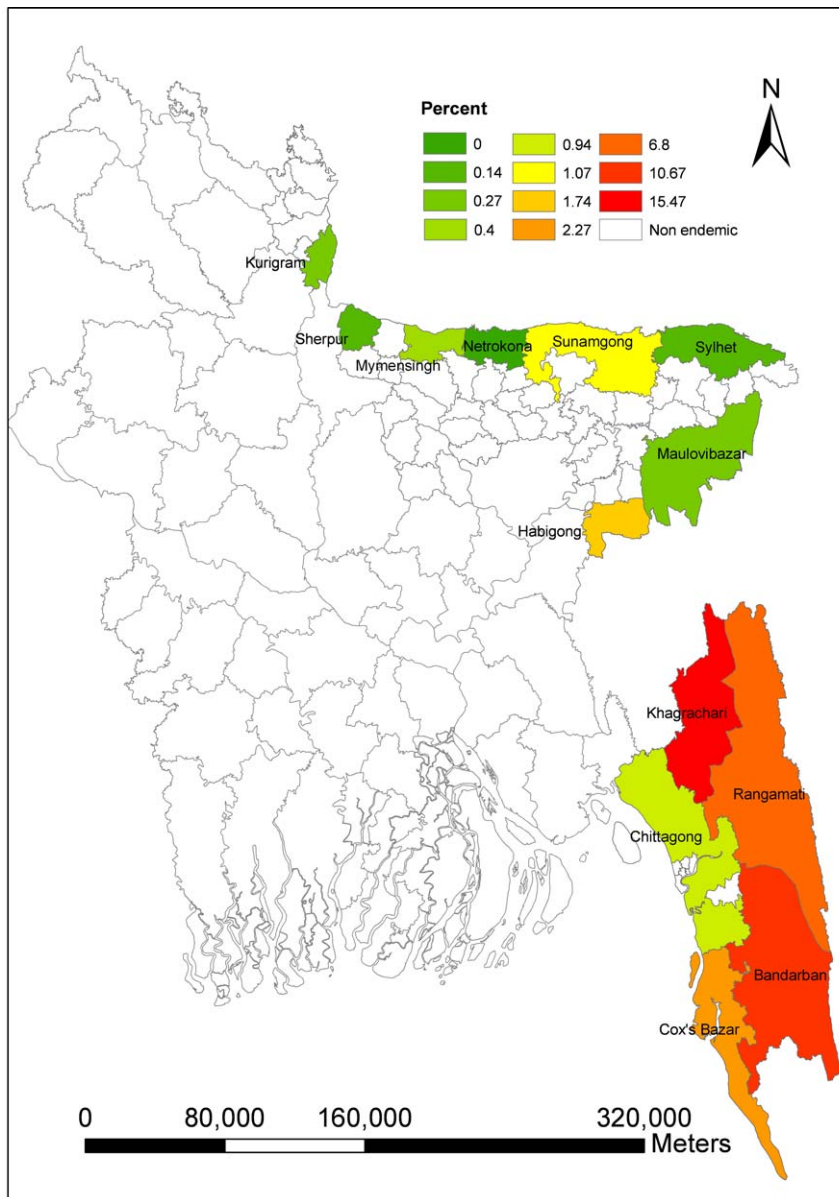 N
Percent
0
0.14
0.27
0.4
0.94
1.07
1.74
2.27
6.8
10.67
15.47
Non endemic
Kurigram
Sherpur
Mymensingh
Netrokona
Sunamgong
Sylhet
Maulovibazar
Habigong
Khagrachari
Rangamati
Chittagong
Bandarban
Cox's Bazar
0 80,000 160,000 320,000
Meters